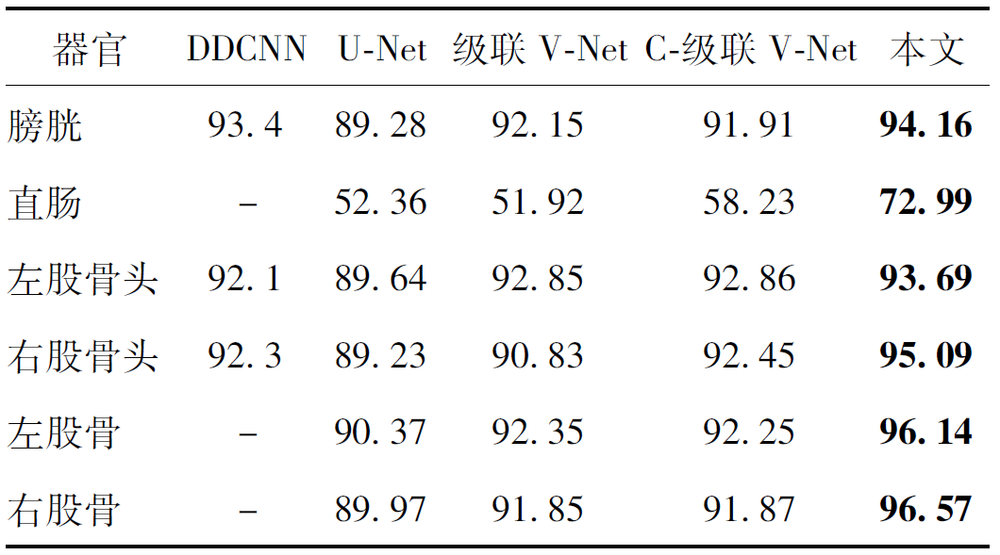 器官 DDCNN U-Net 级联 V-Net C-级联 V-Net 本文
膀胱 93.4 89.28 92.15 91.91 94.16
直肠 – 52.36 51.92 58.23 72.99
左股骨头 92.1 89.64 92.85 92.86 93.69
右股骨头 92.3 89.23 90.83 92.45 95.09
左股骨 – 90.37 92.35 92.25 96.14
右股骨 – 89.97 91.85 91.87 96.57